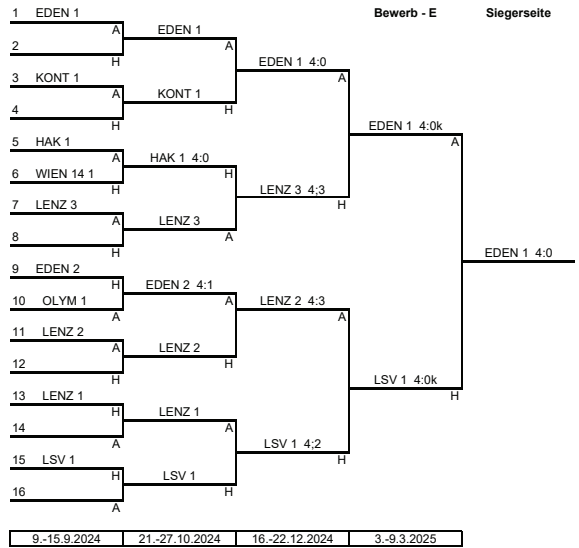 1 EDEN 1 Bewerb - E Siegerseite
A EDEN 1
2 A
H EDEN 1 4:0
3 KONT 1 A
A KONT 1
4 H
H EDEN 1 4:0k
5 HAK 1 A
A HAK 1 4:0
6 WIEN 14 1 H
H LENZ 3 4;3
7 LENZ 3 H
A LENZ 3
8 A
H EDEN 1 4:0
9 EDEN 2
H EDEN 2 4:1
10 OLYM 1 A LENZ 2 4:3
A A
11 LENZ 2
A LENZ 2
12 H
H LSV 1 4:0k
13 LENZ 1 H
H LENZ 1
14 A
A LSV 1 4;2
15 LSV 1 H
H LSV 1
16 H
A
9.-15.9.2024 21.-27.10.2024 16.-22.12.2024 3.-9.3.2025